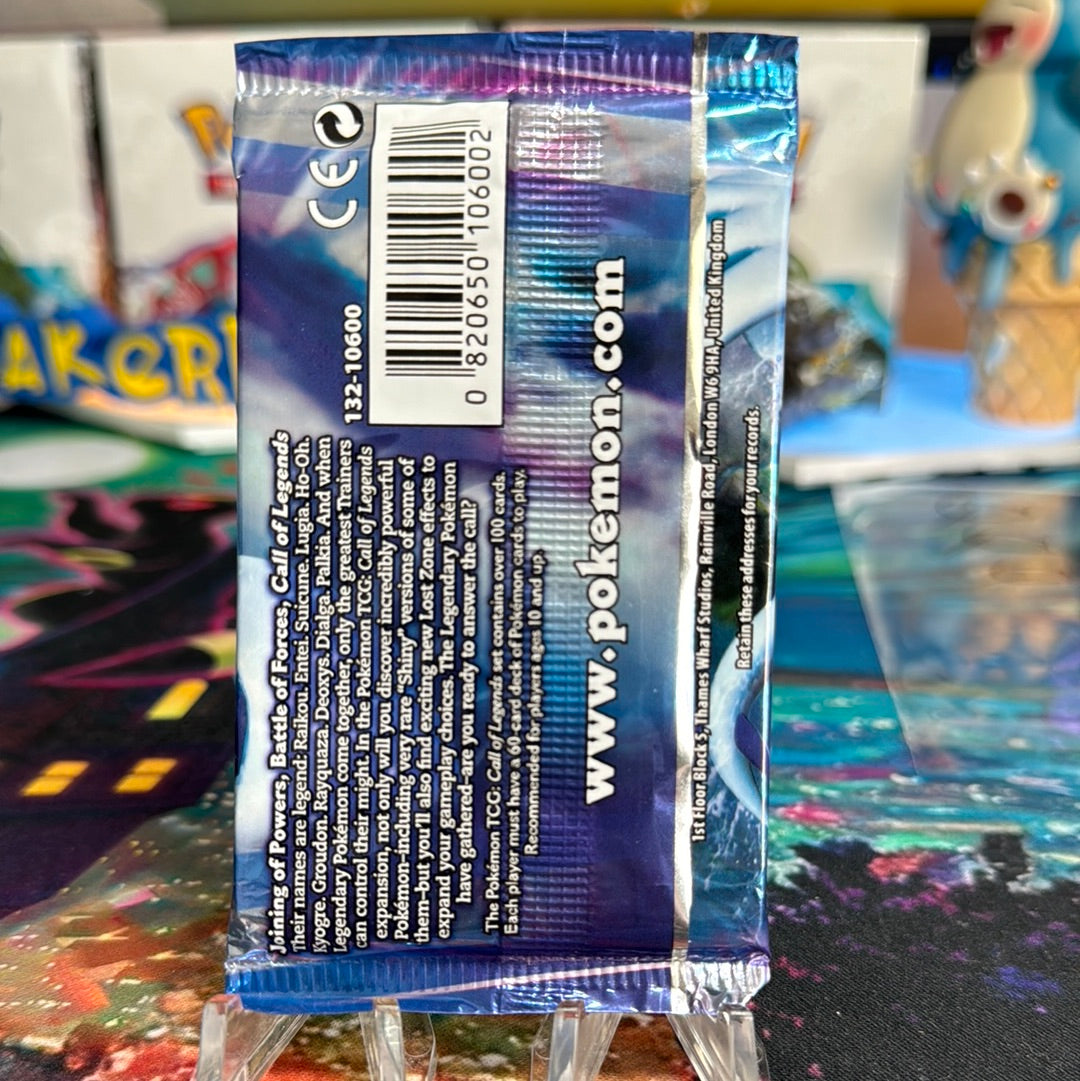 Joining of Powers, Battle of Forces, Call of Legends
Their names are legend: Raikou. Entei. Suicune. Lugia. Ho-Oh.
Kyogre. Groudon. Rayquaza. Deoxys. Dialga. Palkia. And when
Legendary Pokémon come together, only the greatest Trainers
can control their might. In the Pokémon TCG: Call of Legends
expansion, not only will you discover incredibly powerful
Pokémon–including very rare "Shiny" versions of some of
them–but you'll also find exciting new Lost Zone effects to
expand your gameplay choices. The Legendary Pokémon
have gathered–are you ready to answer the call?
The Pokémon TCG: Call of Legends set contains over 100 cards.
Each player must have a 60-card deck of Pokémon cards to play.
Recommended for players ages 10 and up.
CE
132-10600
0 820650 106002
www.pokemon.com
1st Floor Block 5, Thames Wharf Studios, Rainville Road, London W6 9HA, United Kingdom
Retain these addresses for your records.